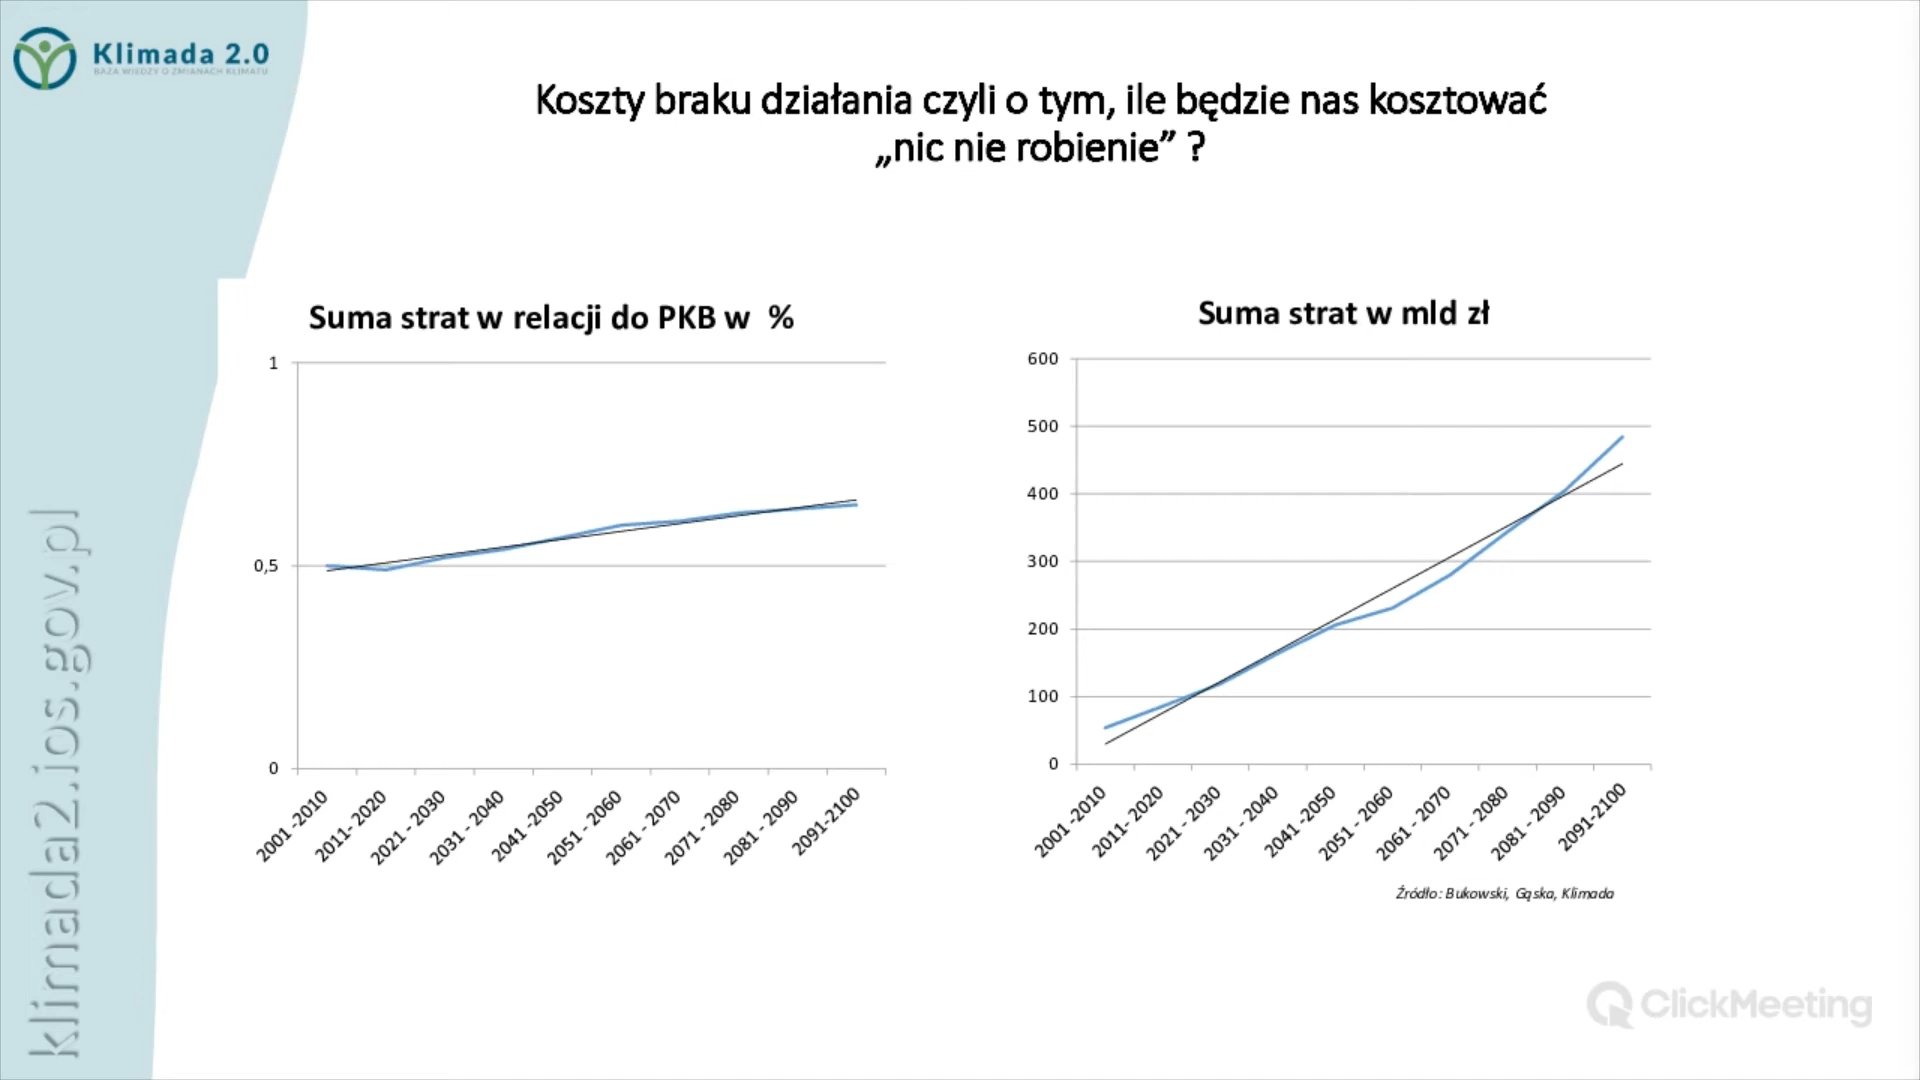 Klimada 2.0
BAZA WIEDZY O ZMIANACH KLIMATU
Koszty braku działania czyli o tym, ile będzie nas kosztować
„nic nie robienie” ?
Suma strat w relacji do PKB w %
1
0,5
0
2001 -2010
2011- 2020
2021 - 2030
2031 - 2040
2041 -2050
2051 - 2060
2061 - 2070
2071 - 2080
2081 - 2090
2091-2100
Suma strat w mld zł
600
500
400
300
200
100
0
2001 -2010
2011- 2020
2021 - 2030
2031 - 2040
2041 -2050
2051 - 2060
2061 - 2070
2071 - 2080
2081 - 2090
2091-2100
Źródło: Bukowski, Gąska, Klimada
klimada2.ios.gov.pl
ClickMeeting